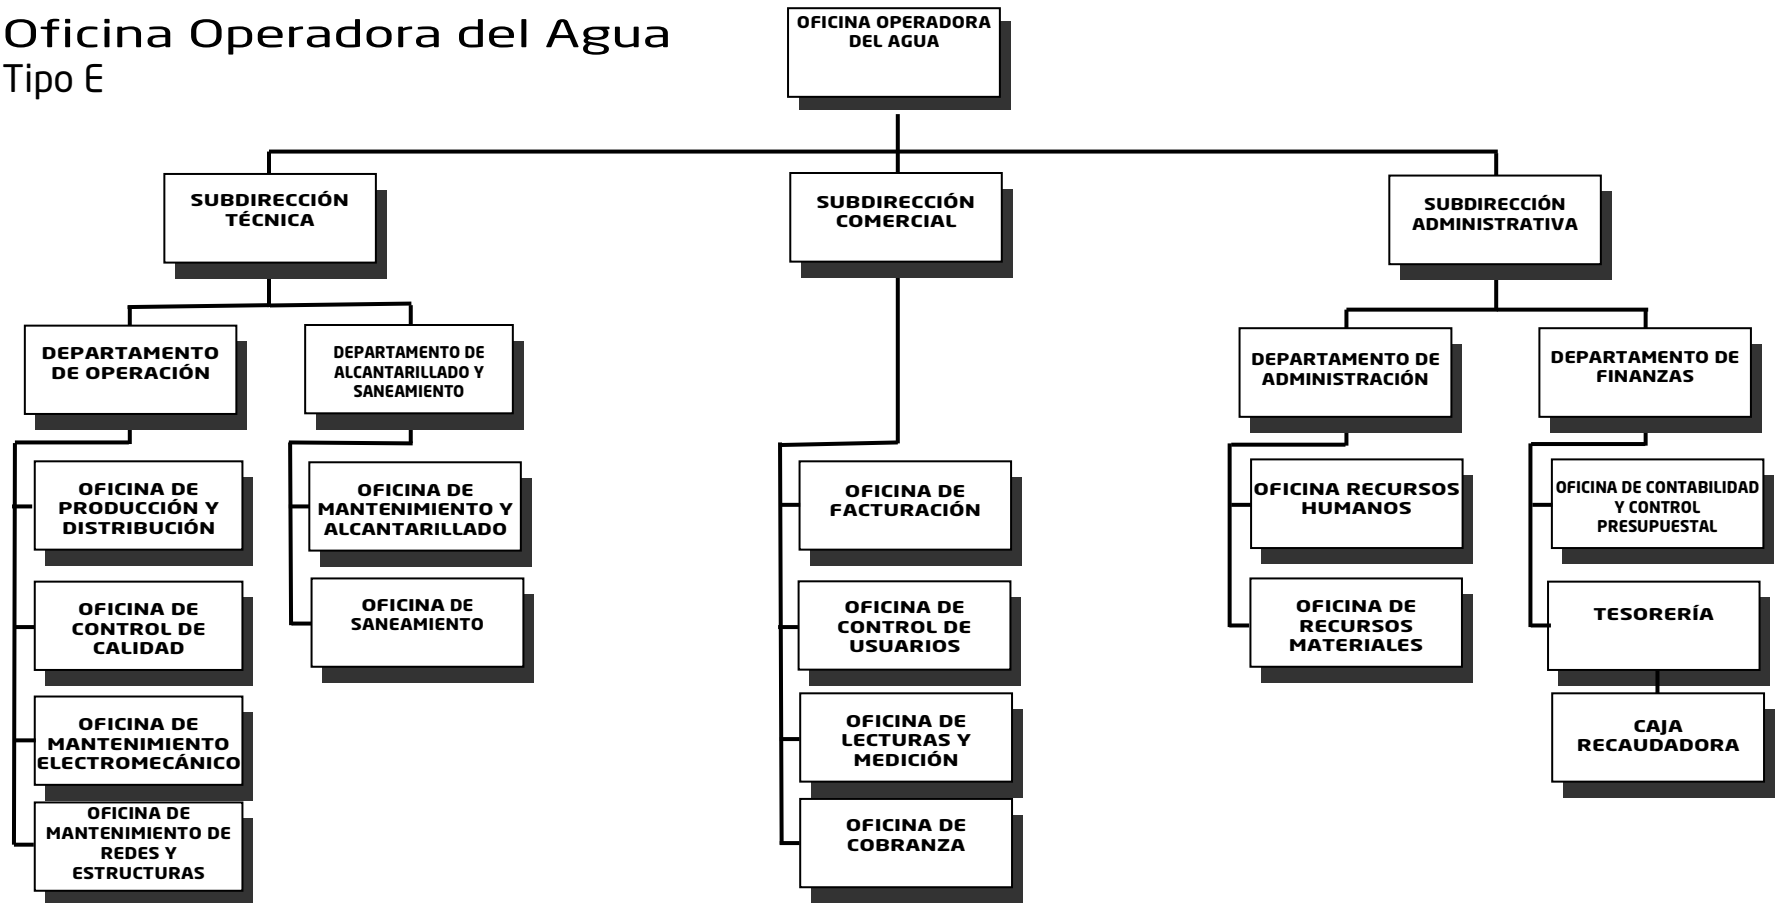 Oficina Operadora del Agua
Tipo E
OFICINA OPERADORA
DEL AGUA
SUBDIRECCIÓN
TÉCNICA
SUBDIRECCIÓN
COMERCIAL
SUBDIRECCIÓN
ADMINISTRATIVA
DEPARTAMENTO
DE OPERACIÓN
DEPARTAMENTO DE
ALCANTARILLADO Y
SANEAMIENTO
DEPARTAMENTO DE
ADMINISTRACIÓN
DEPARTAMENTO DE
FINANZAS
OFICINA DE
PRODUCCIÓN Y
DISTRIBUCIÓN
OFICINA DE
MANTENIMIENTO Y
ALCANTARILLADO
OFICINA DE
FACTURACIÓN
OFICINA RECURSOS
HUMANOS
OFICINA DE CONTABILIDAD
Y CONTROL
PRESUPUESTAL
OFICINA DE
CONTROL DE
CALIDAD
OFICINA DE
SANEAMIENTO
OFICINA DE
CONTROL DE
USUARIOS
OFICINA DE
RECURSOS
MATERIALES
TESORERÍA
OFICINA DE
MANTENIMIENTO
ELECTROMECÁNICO
OFICINA DE
LECTURAS Y
MEDICIÓN
CAJA
RECAUDADORA
OFICINA DE
MANTENIMIENTO DE
REDES Y
ESTRUCTURAS
OFICINA DE
COBRANZA